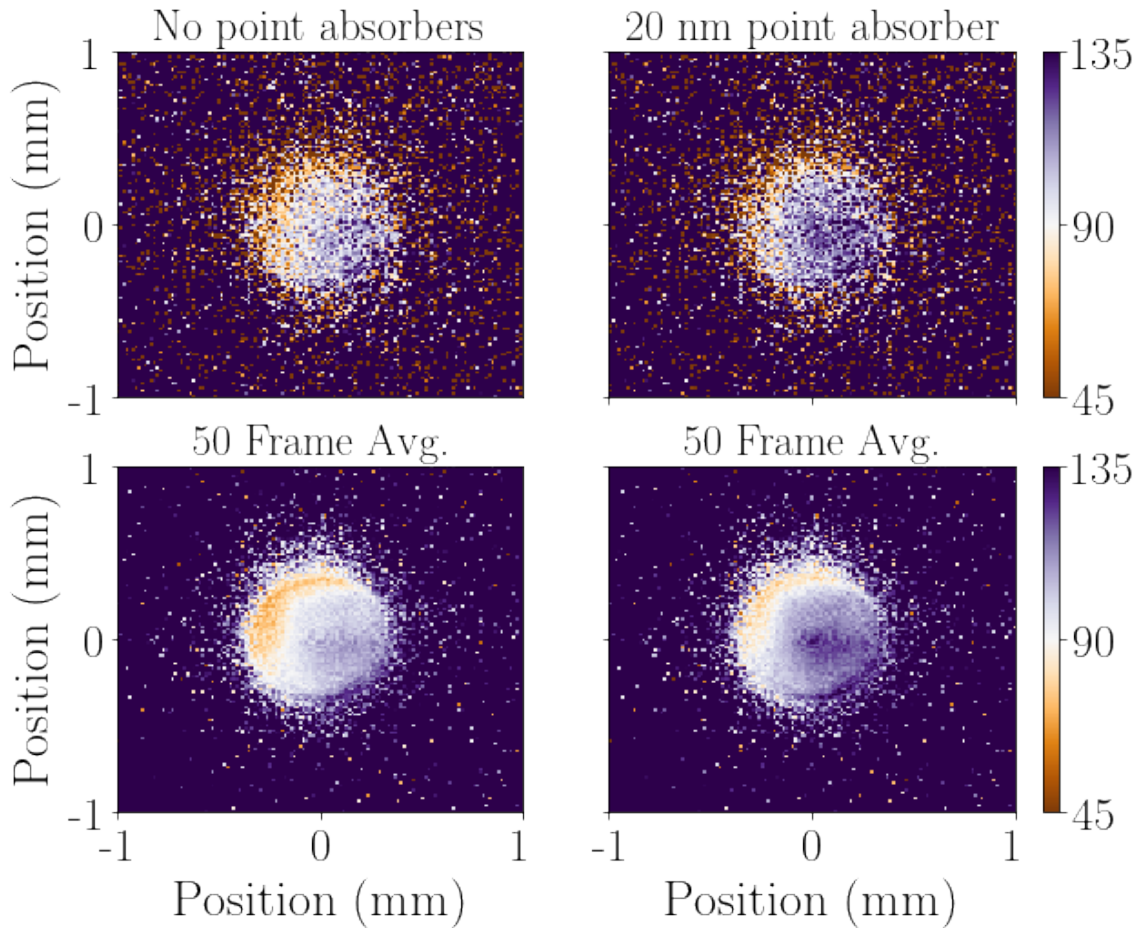 No point absorbers
20 nm point absorber
1
0
-1
Position (mm)
135
90
45
50 Frame Avg.
50 Frame Avg.
1
0
-1
Position (mm)
135
90
45
-1 0 1
-1 0 1
Position (mm)
Position (mm)